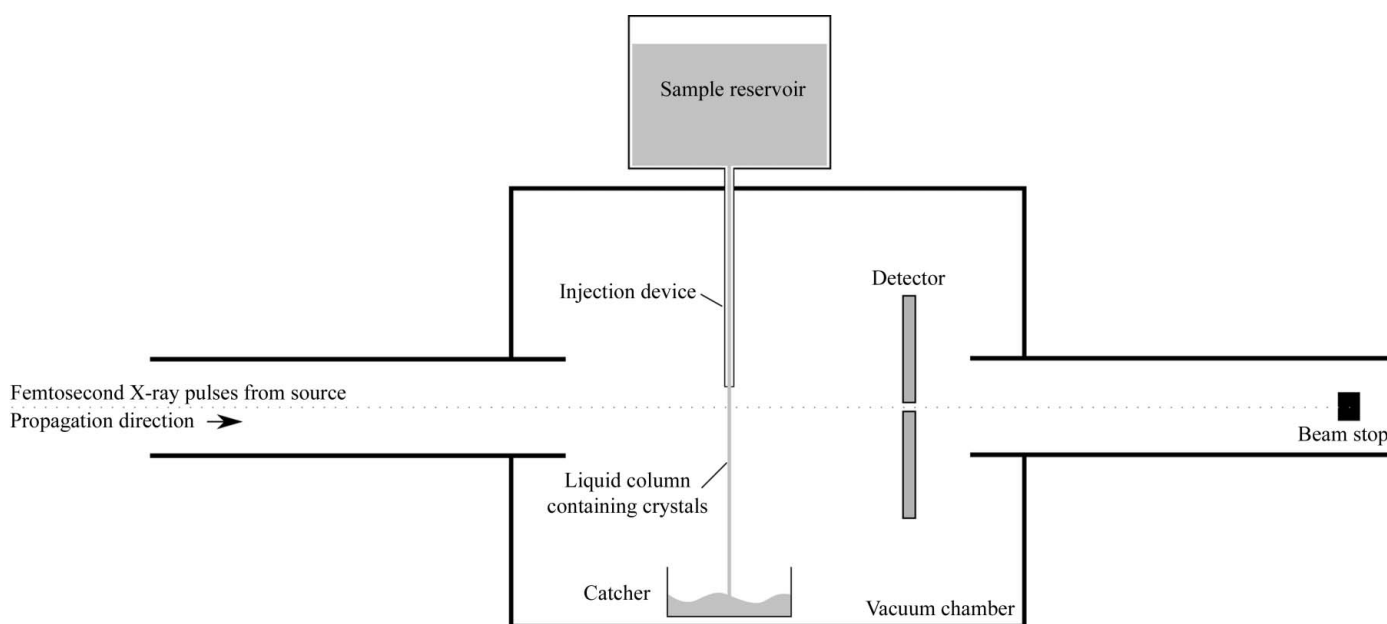 Sample reservoir
Injection device
Detector
Femtosecond X-ray pulses from source
Propagation direction
Beam stop
Liquid column
containing crystals
Catcher
Vacuum chamber